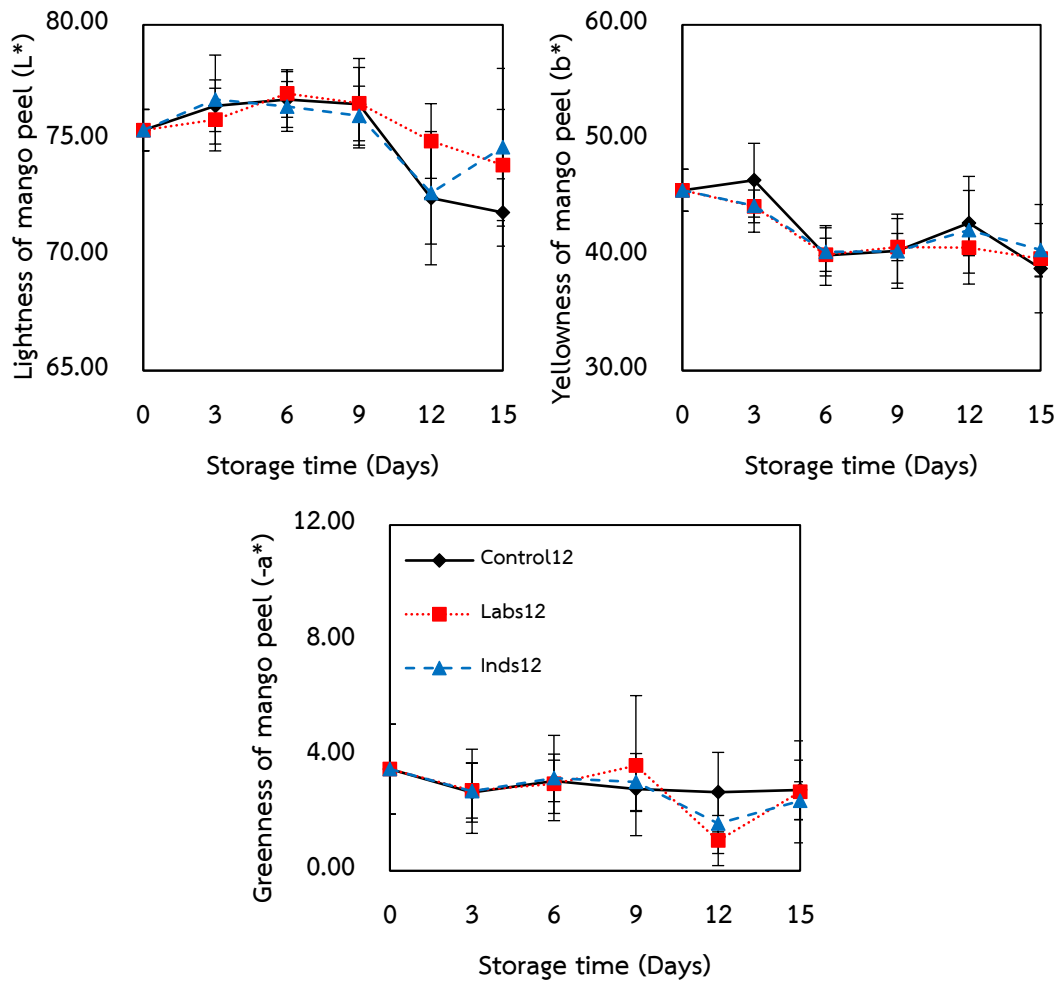 Lightness of mango peel (L*)
80.00
75.00
70.00
65.00
0 3 6 9 12 15
Storage time (Days)
Yellowness of mango peel (b*)
60.00
50.00
40.00
30.00
0 3 6 9 12 15
Storage time (Days)
Greenness of mango peel (-a*)
12.00
8.00
4.00
0.00
Control12
Labs12
Inds12
0 3 6 9 12 15
Storage time (Days)